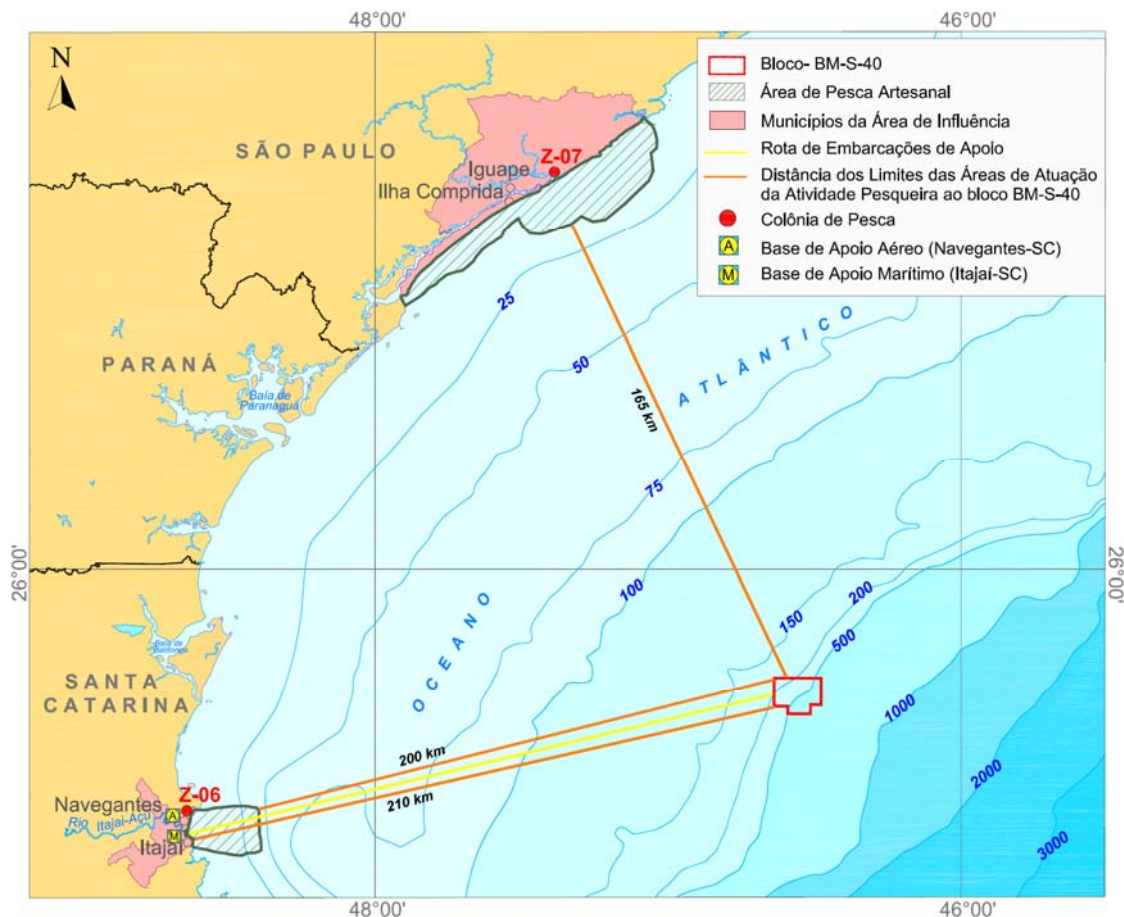 48°00'
46°00'
N
Bloco- BM-S-40
Área de Pesca Artesanal
Municípios da Área de Influência
Rota de Embarcações de Apoio
Distância dos Limites das Áreas de Atuação
da Atividade Pesqueira ao bloco BM-S-40
Colônia de Pesca
A
Base de Apoio Aéreo (Navegantes-SC)
M
Base de Apoio Marítimo (Itajaí-SC)
SÃO PAULO
Z-07
Iguape
Ilha Comprida
25
50
ATLÂNTICO
PARANÁ
165 km
Baía de
Paranaguá
75
26°00'
26°00'
100
200
150
500
OCEANO
Baía de
Babitonga
SANTA
CATARINA
1000
200 km
2000
Z-06
Navegantes
210 km
A
Rio Itajaí-Açu
M
Itajaí
3000
48°00'
46°00'